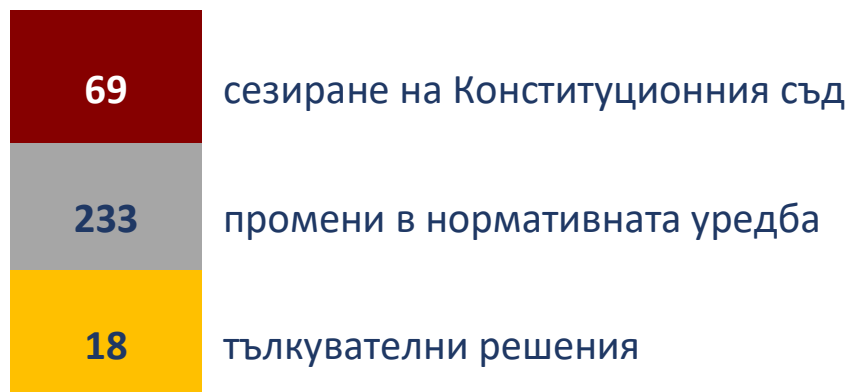 69 сезиране на Конституционния съд
233 промени в нормативната уредба
18 тълкувателни решения